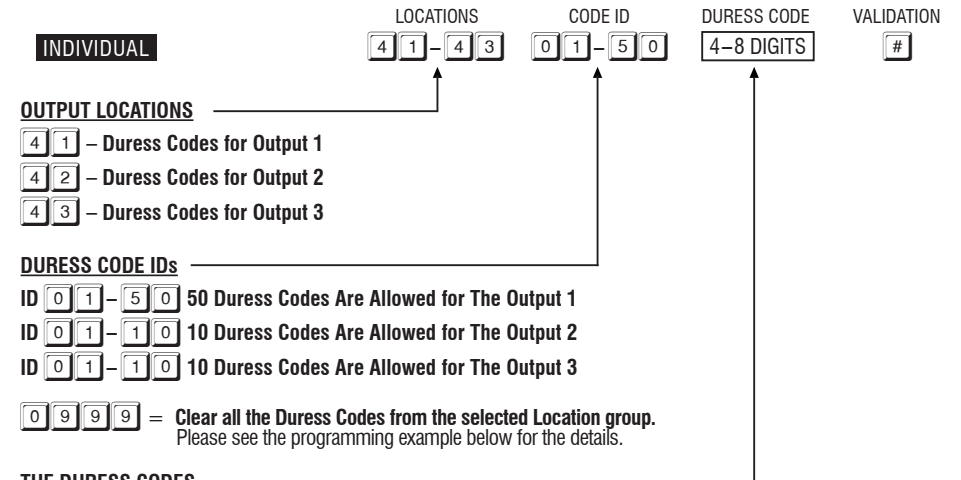 LOCATIONS CODE ID DURESS CODE VALIDATION
INDIVIDUAL 4 1 – 4 3 0 1 – 5 0 4–8 DIGITS #
OUTPUT LOCATIONS
4 1 – Duress Codes for Output 1
4 2 – Duress Codes for Output 2
4 3 – Duress Codes for Output 3
DURESS CODE IDs
ID 0 1 – 5 0 50 Duress Codes Are Allowed for The Output 1
ID 0 1 – 1 0 10 Duress Codes Are Allowed for The Output 2
ID 0 1 – 1 0 10 Duress Codes Are Allowed for The Output 3
0 9 9 9 = Clear all the Duress Codes from the selected Location group.
Please see the programming example below for the details.
THE DURESS CODES